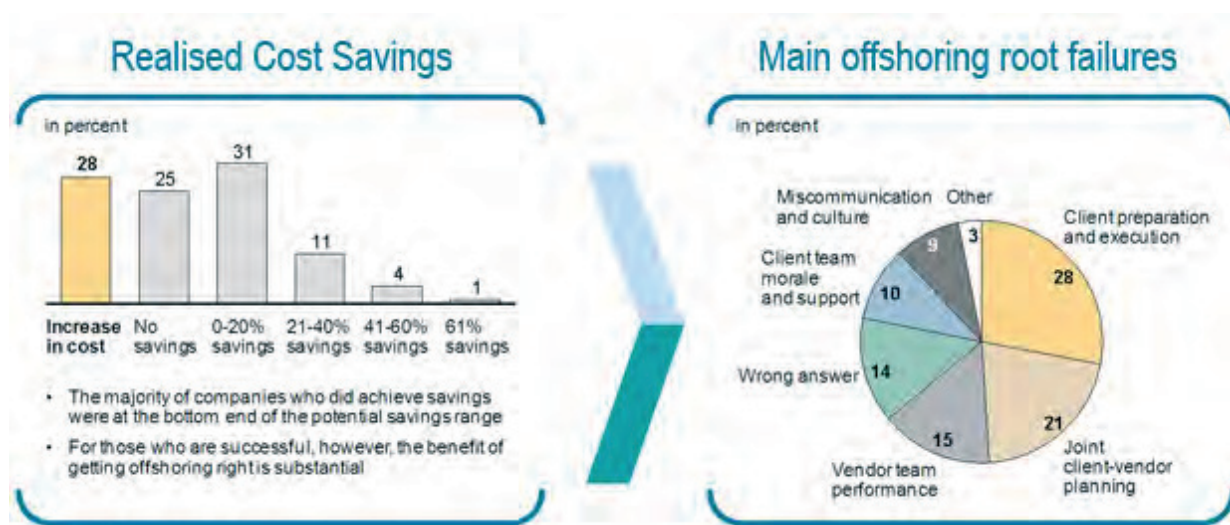 Realised Cost Savings
in percent
28
25
31
11
4
1
Increase in cost
No savings
0-20% savings
21-40% savings
41-60% savings
61% savings
• The majority of companies who did achieve savings
were at the bottom end of the potential savings range
• For those who are successful, however, the benefit of
getting offshoring right is substantial
Main offshoring root failures
in percent
Miscommunication
and culture
Other
Client preparation
and execution
9
3
28
Client team
morale
and support
10
Wrong answer
14
15
21
Vendor team
performance
Joint
client-vendor
planning